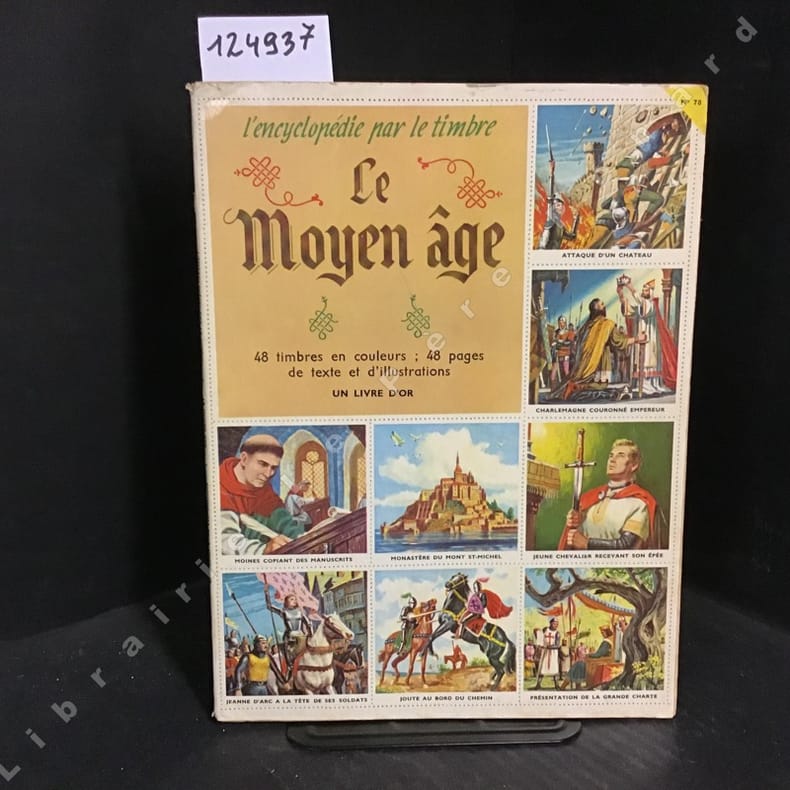 124937
N° 78
l'encyclopédie par le timbre
Le
Moyen âge
48 timbres en couleurs ; 48 pages
de texte et d'illustrations
UN LIVRE D'OR
ATTAQUE D'UN CHATEAU
CHARLEMAGNE COURONNÉ EMPEREUR
MOINES COPIANT DES MANUSCRITS
MONASTÈRE DU MONT ST-MICHEL
JEUNE CHEVALIER RECEVANT SON ÉPÉE
JEANNE D'ARC A LA TÊTE DE SES SOLDATS
JOUTE AU BORD DU CHEMIN
PRÉSENTATION DE LA GRANDE CHARTE